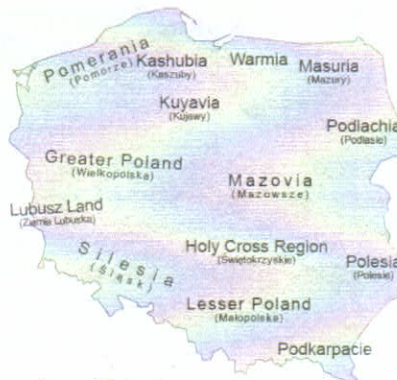 Pomerania
(Pomorze)
Kashubia
(Kaszuby)
Warmia
Masuria
(Mazury)
Kuyavia
(Kujawy)
Podlachia
(Podlasie)
Greater Poland
(Wielkopolska)
Mazovia
(Mazowsze)
Lubusz Land
(Ziemia Lubuska)
Silesia
(Śląsk)
Holy Cross Region
(Świętokrzyskie)
Polesia
(Polesie)
Lesser Poland
(Małopolska)
Podkarpacie